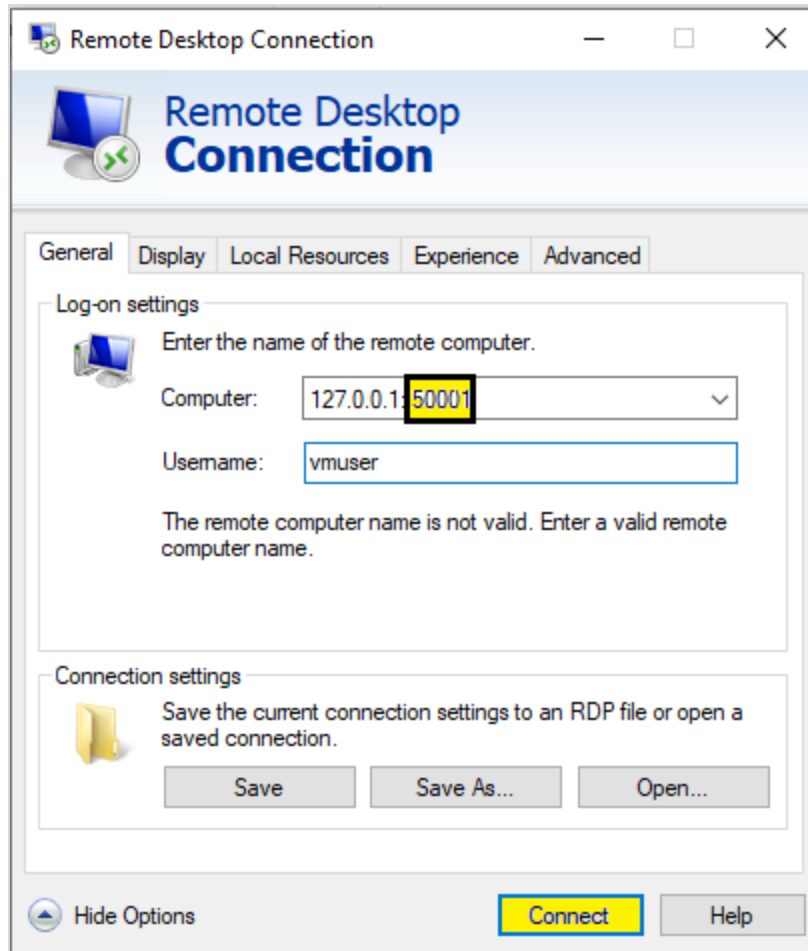 Remote Desktop Connection
Remote Desktop
Connection
General Display Local Resources Experience Advanced
Log-on settings
Enter the name of the remote computer.
Computer: 127.0.0.1:50001
Username: vmuser
The remote computer name is not valid. Enter a valid remote
computer name.
Connection settings
Save the current connection settings to an RDP file or open a
saved connection.
Save Save As... Open...
Hide Options Connect Help